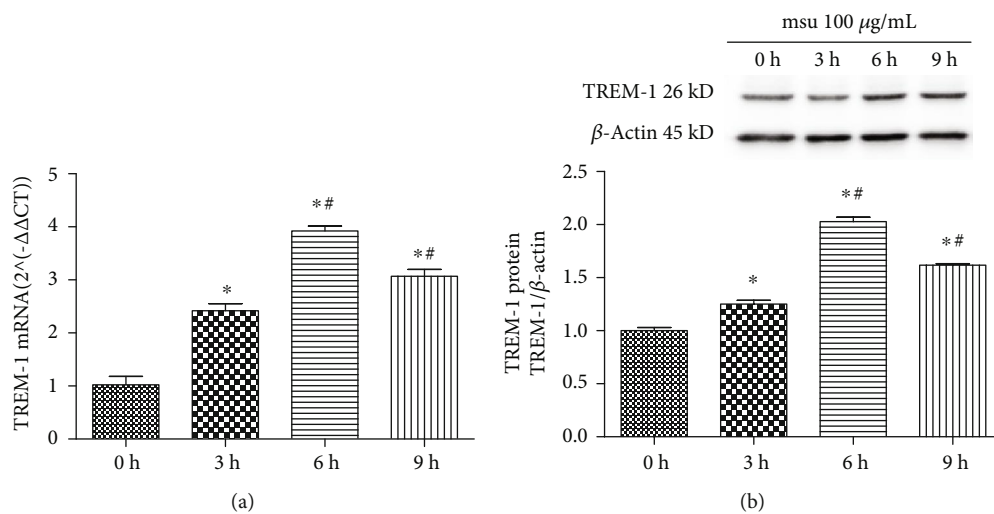 TREM-1 mRNA(2^(-ΔΔCT))
5
4
3
2
1
0
*
*#
*#
0 h 3 h 6 h 9 h
(a)
msu 100 μg/mL
0 h 3 h 6 h 9 h
TREM-1 26 kD
β-Actin 45 kD
TREM-1 protein
TREM-1/β-actin
2.5
2.0
1.5
1.0
0.5
0.0
*
*#
*#
0 h 3 h 6 h 9 h
(b)